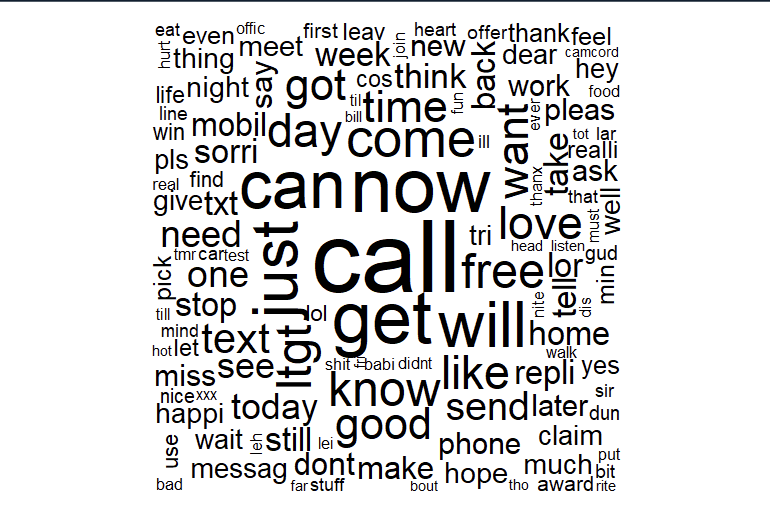 eat even offic first leav heart offer thank feel
hurt thing meet week join new back dear camcord
life night say got cos think work hey food
line til time fun pleas
win mobil day bill come ill want ever tot lar
pls sorri take realli
real find can now thanx ask
give txt that well
need just call tri love must
tmr car test head listen gud
pick one free lor min
till stop lol get will nite tell dis
mind text home
hot let ltgt walk
miss see shit babi didnt like repli yes
nice xxx know sir
happi today send later dun
use wait leh still lei good phone claim
messag dont make hope much put bit
bad far stuff bout tho award rite